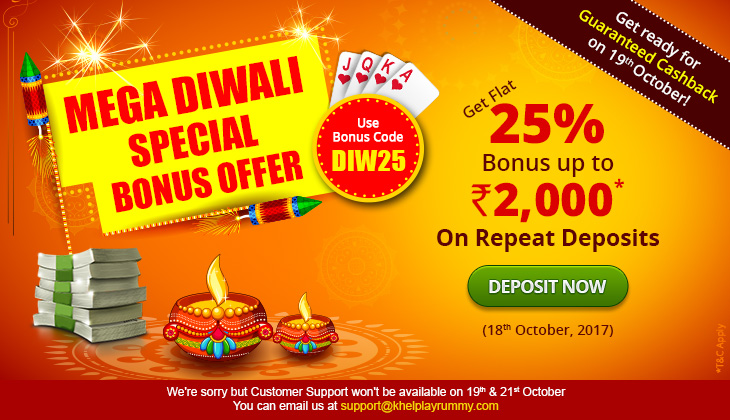 MEGA DIWALI
SPECIAL
BONUS OFFER
J Q K A
Use
Bonus Code
DIW25
Get ready for
Guaranteed Cashback
on 19th October!
Get Flat
25%
Bonus up to
₹2,000*
On Repeat Deposits
DEPOSIT NOW
(18th October, 2017)
*T&C Apply
We're sorry but Customer Support won't be available on 19th & 21st October
You can email us at support@khelplayrummy.com